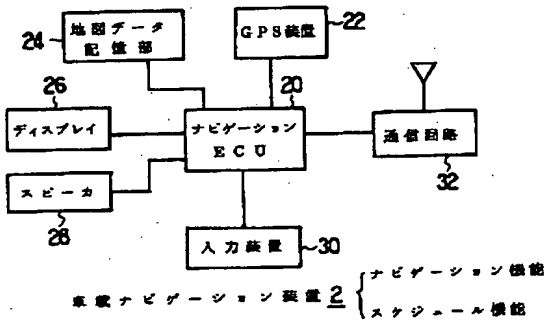 24
地図データ
記憶部
GPS装置
22
26
20
ディスプレイ
ナビゲーション
ECU
通信回路
32
スピーカ
28
入力装置
30
車載ナビゲーション装置 2
ナビゲーション機能
スケジュール機能